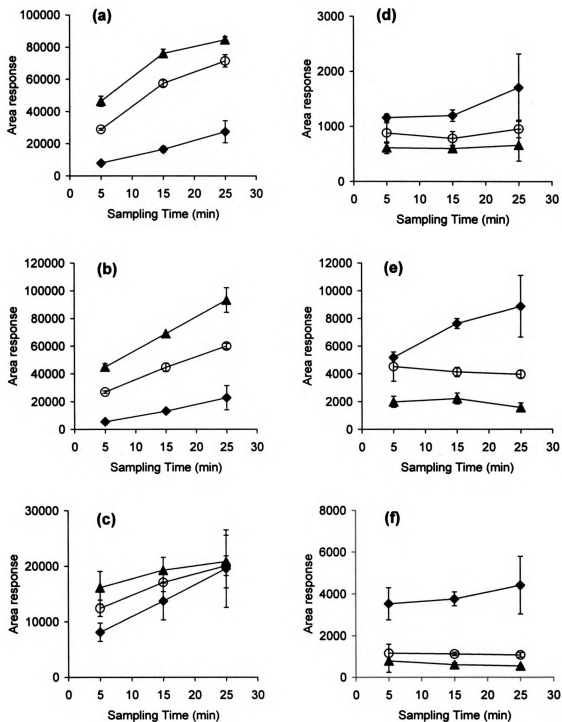 (a)
100000
80000
60000
40000
20000
0
Area response
0 5 10 15 20 25 30
Sampling Time (min)
(d)
3000
2000
1000
0
Area response
0 5 10 15 20 25 30
Sampling Time (min)
(b)
120000
100000
80000
60000
40000
20000
0
Area response
0 5 10 15 20 25 30
Sampling Time (min)
(e)
12000
10000
8000
6000
4000
2000
0
Area response
0 5 10 15 20 25 30
Sampling Time (min)
(c)
30000
20000
10000
0
Area response
0 5 10 15 20 25 30
Sampling Time (min)
(f)
8000
6000
4000
2000
0
Area response
0 5 10 15 20 25 30
Sampling Time (min)